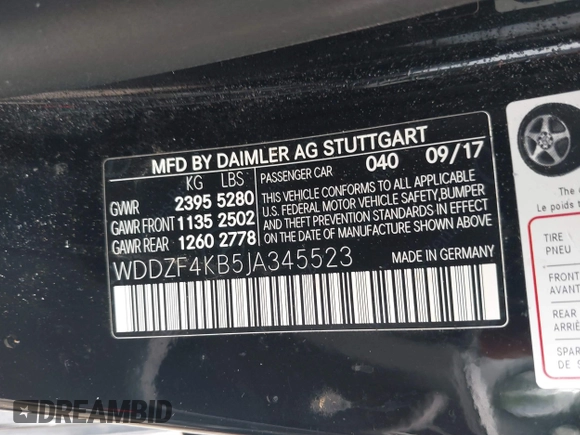 MFD BY DAIMLER AG STUTTGART
KG LBS PASSENGER CAR 040 09/17
GVWR 2395 5280
GAWR FRONT 1135 2502
GAWR REAR 1260 2778
THIS VEHICLE CONFORMS TO ALL APPLICABLE
U.S. FEDERAL MOTOR VEHICLE SAFETY,BUMPER
AND THEFT PREVENTION STANDARDS IN EFFECT
ON THE DATE OF MANUFACTURE SHOWN ABOVE
WDDZF4KB5JA345523 MADE IN GERMANY
The
Le poids
TIRE
PNEU
FRONT
AVANT
REAR
SPAR
DE
DREAMBID